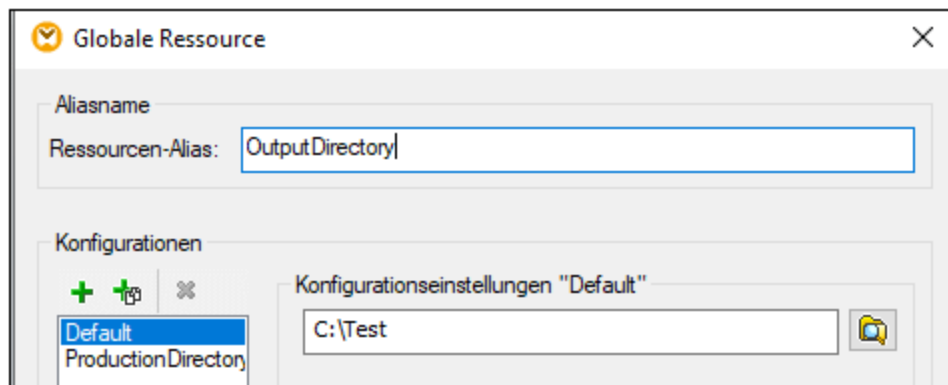 Globale Ressource
Aliasname
Ressourcen-Alias: OutputDirectory
Konfigurationen
Konfigurationseinstellungen "Default"
Default
C:\Test
ProductionDirectory